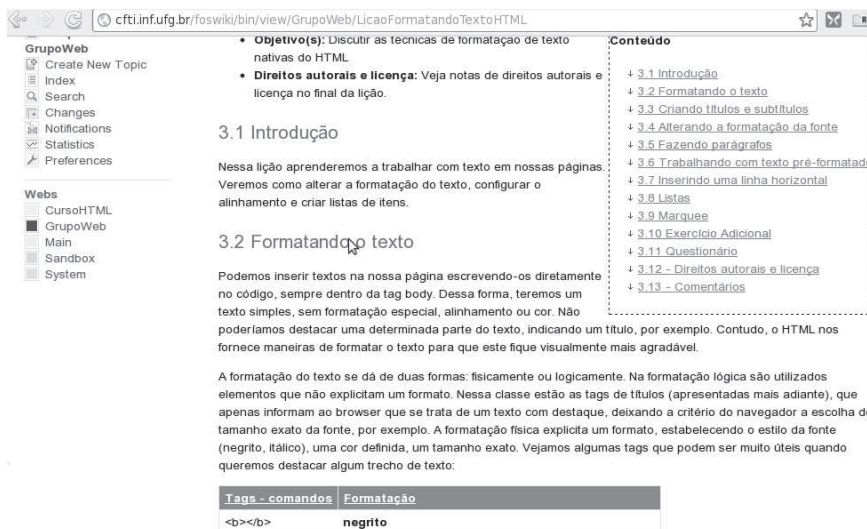 cfti.inf.ufg.br/foswiki/bin/view/GrupoWeb/LicaoFormatandoTextoHTML
GrupoWeb
Create New Topic
Index
Search
Changes
Notifications
Statistics
Preferences
Webs
CursoHTML
GrupoWeb
Main
Sandbox
System
• Objetivo(s): Discutir as técnicas de formatação de texto
nativas do HTML
• Direitos autorais e licença: Veja notas de direitos autorais e
licença no final da lição.
3.1 Introdução
Nessa lição aprenderemos a trabalhar com texto em nossas páginas.
Veremos como alterar a formatação do texto, configurar o
alinhamento e criar listas de itens.
3.2 Formatando o texto
Podemos inserir textos na nossa página escrevendo-os diretamente
no código, sempre dentro da tag body. Dessa forma, teremos um
texto simples, sem formatação especial, alinhamento ou cor. Não
poderíamos destacar uma determinada parte do texto, indicando um título, por exemplo. Contudo, o HTML nos
fornece maneiras de formatar o texto para que este fique visualmente mais agradável.
A formatação do texto se dá de duas formas: fisicamente ou logicamente. Na formatação lógica são utilizados
elementos que não explicitam um formato. Nessa classe estão as tags de títulos (apresentadas mais adiante), que
apenas informam ao browser que se trata de um texto com destaque, deixando a critério do navegador a escolha d
tamanho exato da fonte, por exemplo. A formatação física explicita um formato, estabelecendo o estilo da fonte
(negrito, itálico), uma cor definida, um tamanho exato. Vejamos algumas tags que podem ser muito úteis quando
queremos destacar algum trecho de texto:
Tags - comandos Formatação
<b></b> negrito
Conteúdo
↓ 3.1 Introdução
↓ 3.2 Formatando o texto
↓ 3.3 Criando títulos e subtítulos
↓ 3.4 Alterando a formatação da fonte
↓ 3.5 Fazendo parágrafos
↓ 3.6 Trabalhando com texto pré-formatad
↓ 3.7 Inserindo uma linha horizontal
↓ 3.8 Listas
↓ 3.9 Marquee
↓ 3.10 Exercício Adicional
↓ 3.11 Questionário
↓ 3.12 - Direitos autorais e licença
↓ 3.13 - Comentários